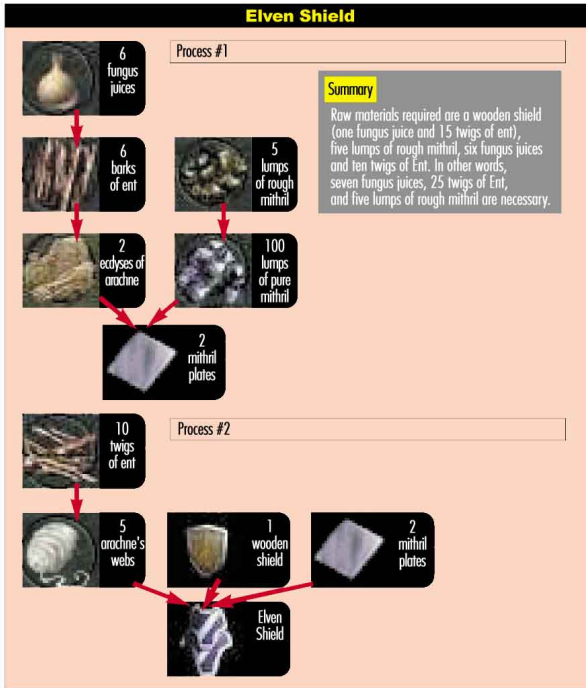 Elven Shield
Process #1
6
fungus
juices
Summary
Raw materials required are a wooden shield
(one fungus juice and 15 twigs of ent),
five lumps of rough mithril, six fungus juices
and ten twigs of Ent. In other words,
seven fungus juices, 25 twigs of Ent,
and five lumps of rough mithril are necessary.
6
barks
of ent
5
lumps
of rough
mithril
2
ecdyses of
arachne
100
lumps
of pure
mithril
2
mithril
plates
Process #2
10
twigs
of ent
5
arachne's
webs
1
wooden
shield
2
mithril
plates
Elven
Shield